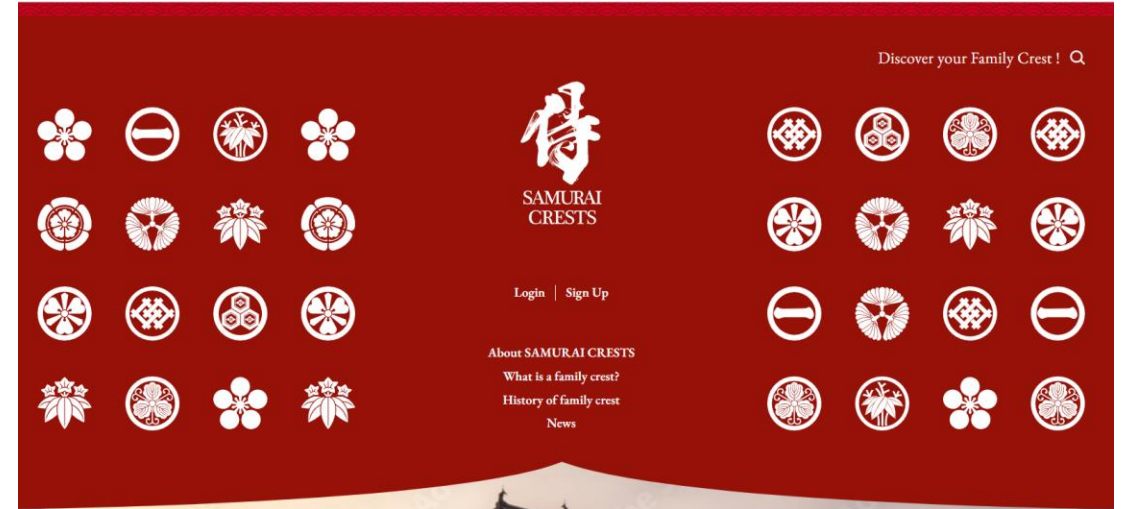 Discover your Family Crest !
侍
SAMURAI
CRESTS
Login | Sign Up
About SAMURAI CRESTS
What is a family crest?
History of family crest
News